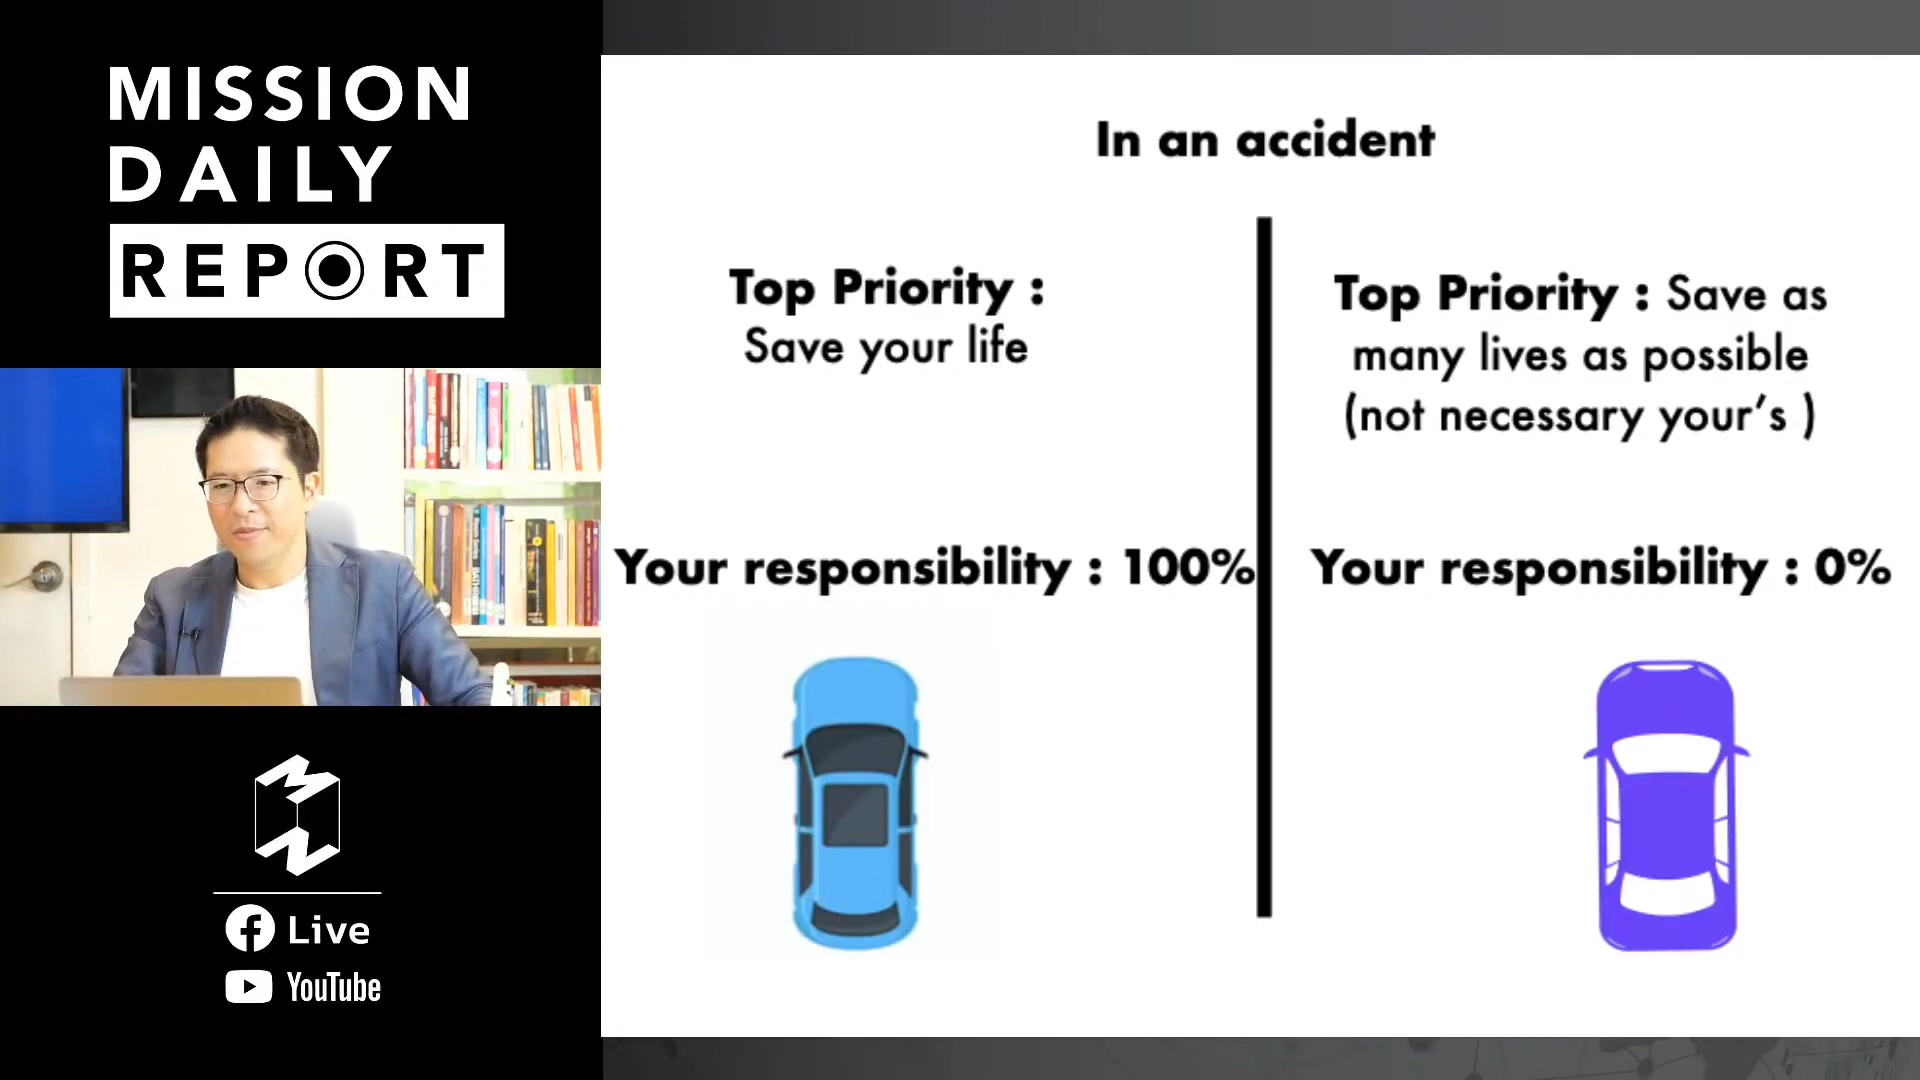 MISSION
DAILY
REPORT
Live
YouTube
In an accident
Top Priority :
Save your life
Your responsibility : 100%
Top Priority : Save as
many lives as possible
(not necessary your's )
Your responsibility : 0%